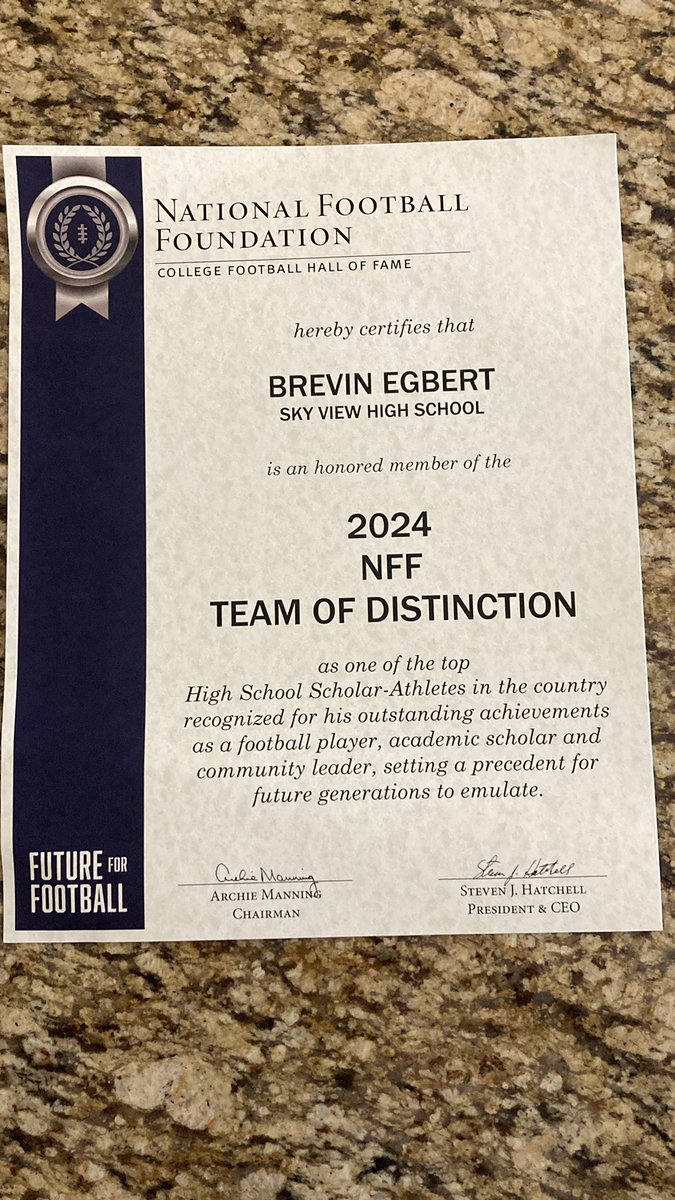 NATIONAL FOOTBALL
FOUNDATION
COLLEGE FOOTBALL HALL OF FAME
hereby certifies that
BREVIN EGBERT
SKY VIEW HIGH SCHOOL
is an honored member of the
2024
NFF
TEAM OF DISTINCTION
as one of the top
High School Scholar-Athletes in the country
recognized for his outstanding achievements
as a football player, academic scholar and
community leader, setting a precedent for
future generations to emulate.
FUTURE FOR
FOOTBALL
Archie Manning
ARCHIE MANNING
CHAIRMAN
Steven J. Hatchell
STEVEN J. HATCHELL
PRESIDENT & CEO